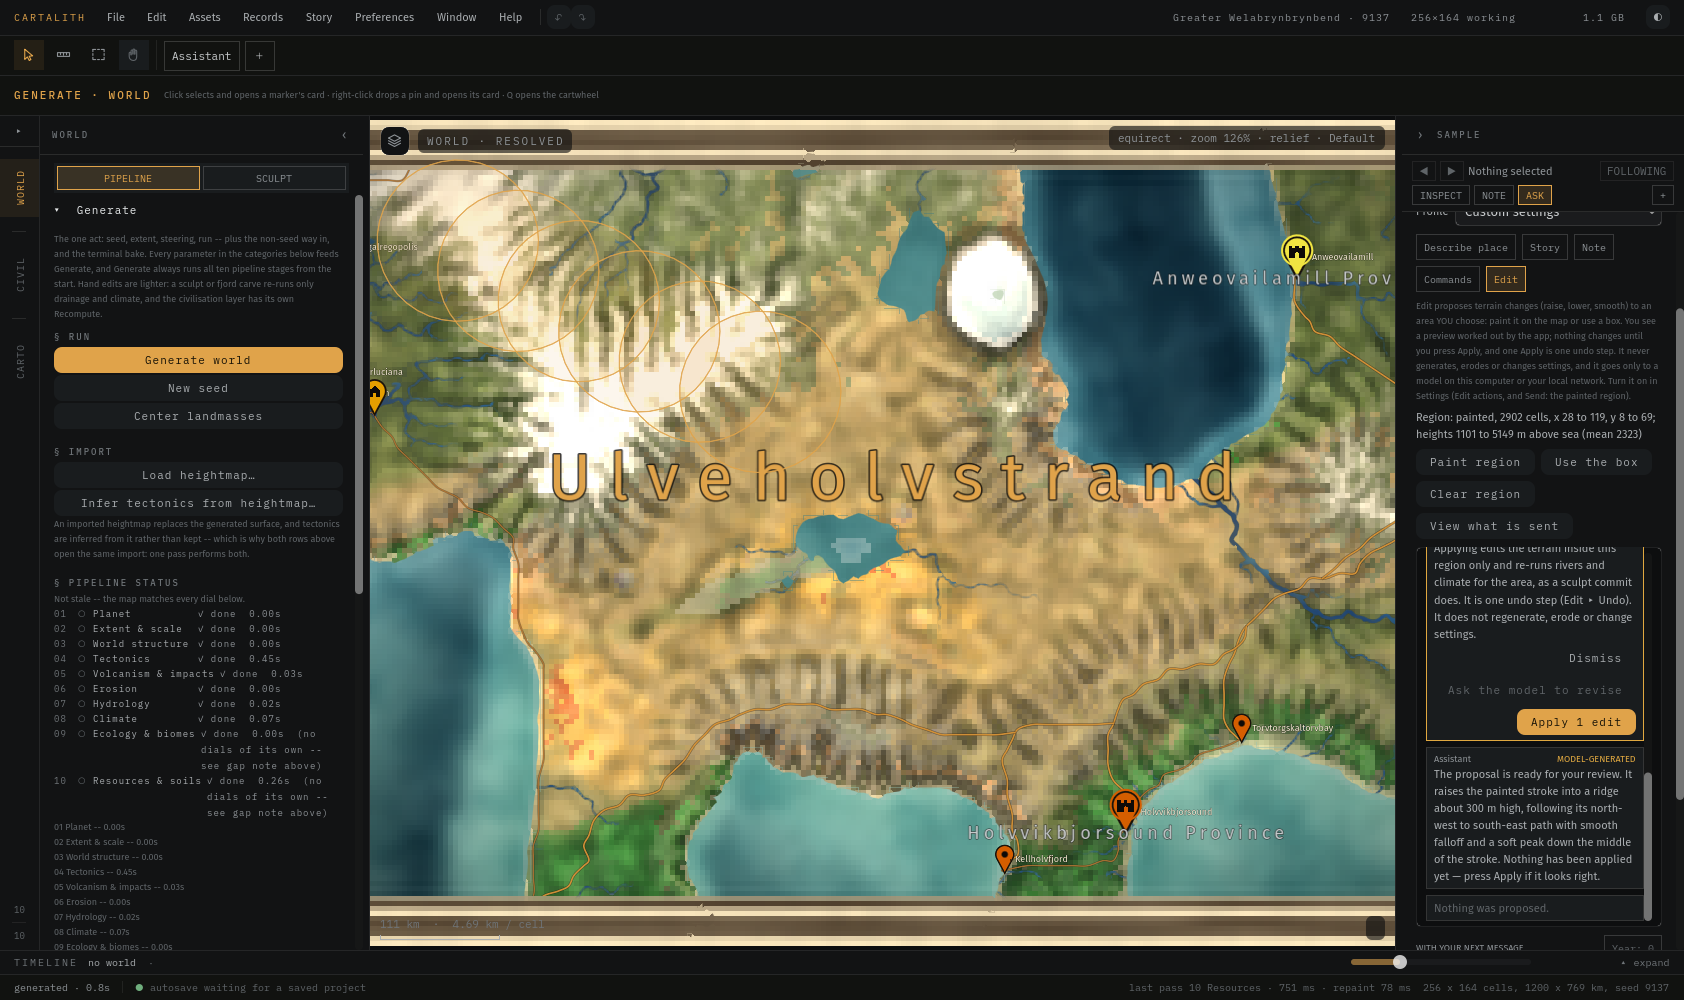 CARTALITH File Edit Assets Records Story Preferences Window Help
Greater Welabrynbrynbend · 9137 256×164 working 1.1 GB
Assistant +
GENERATE · WORLD Click selects and opens a marker's card · right-click drops a pin and opens its card · Q opens the cartwheel
WORLD
CIVIL
CARTO
10
10
WORLD
PIPELINE SCULPT
Generate
The one act: seed, extent, steering, run -- plus the non-seed way in,
and the terminal bake. Every parameter in the categories below feeds
Generate, and Generate always runs all ten pipeline stages from the
start. Hand edits are lighter: a sculpt or fjord carve re-runs only
drainage and climate, and the civilisation layer has its own
Recompute.
§ RUN
Generate world
New seed
Center landmasses
§ IMPORT
Load heightmap…
Infer tectonics from heightmap…
An imported heightmap replaces the generated surface, and tectonics
are inferred from it rather than kept -- which is why both rows above
open the same import: one pass performs both.
§ PIPELINE STATUS
Not stale -- the map matches every dial below.
01 ○ Planet √ done 0.00s
02 ○ Extent & scale √ done 0.00s
03 ○ World structure √ done 0.00s
04 ○ Tectonics √ done 0.45s
05 ○ Volcanism & impacts √ done 0.03s
06 ○ Erosion √ done 0.00s
07 ○ Hydrology √ done 0.02s
08 ○ Climate √ done 0.07s
09 ○ Ecology & biomes √ done 0.00s (no
dials of its own --
see gap note above)
10 ○ Resources & soils √ done 0.26s (no
dials of its own --
see gap note above)
01 Planet -- 0.00s
02 Extent & scale -- 0.00s
03 World structure -- 0.00s
04 Tectonics -- 0.45s
05 Volcanism & impacts -- 0.03s
06 Erosion -- 0.00s
07 Hydrology -- 0.02s
08 Climate -- 0.07s
09 Ecology & biomes -- 0.00s
WORLD · RESOLVED
equirect · zoom 126% · relief · Default
Anweovailamill
Anweovailamill Prov
rluciana
Ulveholvstrand
Torvtorgskaltorvbay
Holvvikbjorsound
Holvvikbjorsound Province
Kellholvfjord
111 km · 4.69 km / cell
SAMPLE
Nothing selected FOLLOWING
INSPECT NOTE ASK +
Profile Custom settings
Describe place Story Note
Commands Edit
Edit proposes terrain changes (raise, lower, smooth) to an
area YOU choose: paint it on the map or use a box. You see
a preview worked out by the app; nothing changes until
you press Apply, and one Apply is one undo step. It never
generates, erodes or changes settings, and it goes only to a
model on this computer or your local network. Turn it on in
Settings (Edit actions, and Send: the painted region).
Region: painted, 2902 cells, x 28 to 119, y 8 to 69;
heights 1101 to 5149 m above sea (mean 2323)
Paint region Use the box
Clear region
View what is sent
Applying edits the terrain inside this
region only and re-runs rivers and
climate for the area, as a sculpt commit
does. It is one undo step (Edit ▸ Undo).
It does not regenerate, erode or change
settings.
Dismiss
Ask the model to revise
Apply 1 edit
Assistant MODEL-GENERATED
The proposal is ready for your review. It
raises the painted stroke into a ridge
about 300 m high, following its north-
west to south-east path with smooth
falloff and a soft peak down the middle
of the stroke. Nothing has been applied
yet — press Apply if it looks right.
Nothing was proposed.
WITH YOUR NEXT MESSAGE Year: 0
TIMELINE no world ·
expand
generated · 0.8s autosave waiting for a saved project
last pass 10 Resources · 751 ms · repaint 78 ms 256 x 164 cells, 1200 x 769 km, seed 9137